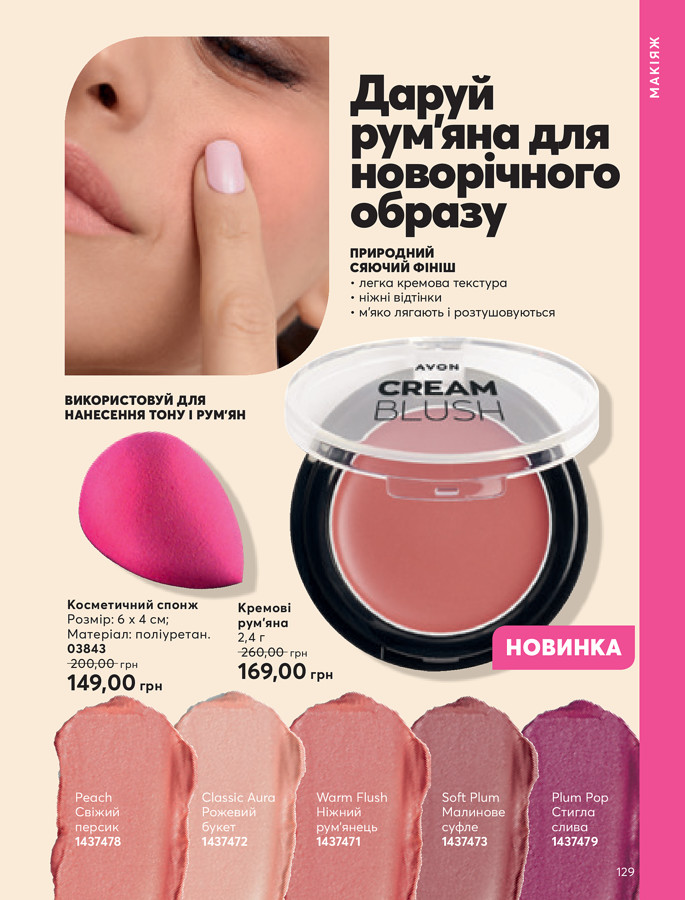 МАКІЯЖ
Даруй
рум'яна для
новорічного
образу
ПРИРОДНИЙ
СЯЮЧИЙ ФІНІШ
• легка кремова текстура
• ніжні відтінки
• м'яко лягають і розтушовуються
AVON
CREAM
BLUSH
ВИКОРИСТОВУЙ ДЛЯ
НАНЕСЕННЯ ТОНУ І РУМ'ЯН
Косметичний спонж
Розмір: 6 х 4 см;
Матеріал: поліуретан.
03843
200,00 грн
149,00 грн
Кремові
рум'яна
2,4 г
260,00 грн
169,00 грн
НОВИНКА
Peach
Свіжий
персик
1437478
Classic Aura
Рожевий
букет
1437472
Warm Flush
Ніжний
рум'янець
1437471
Soft Plum
Малинове
суфле
1437473
Plum Pop
Стигла
слива
1437479
129